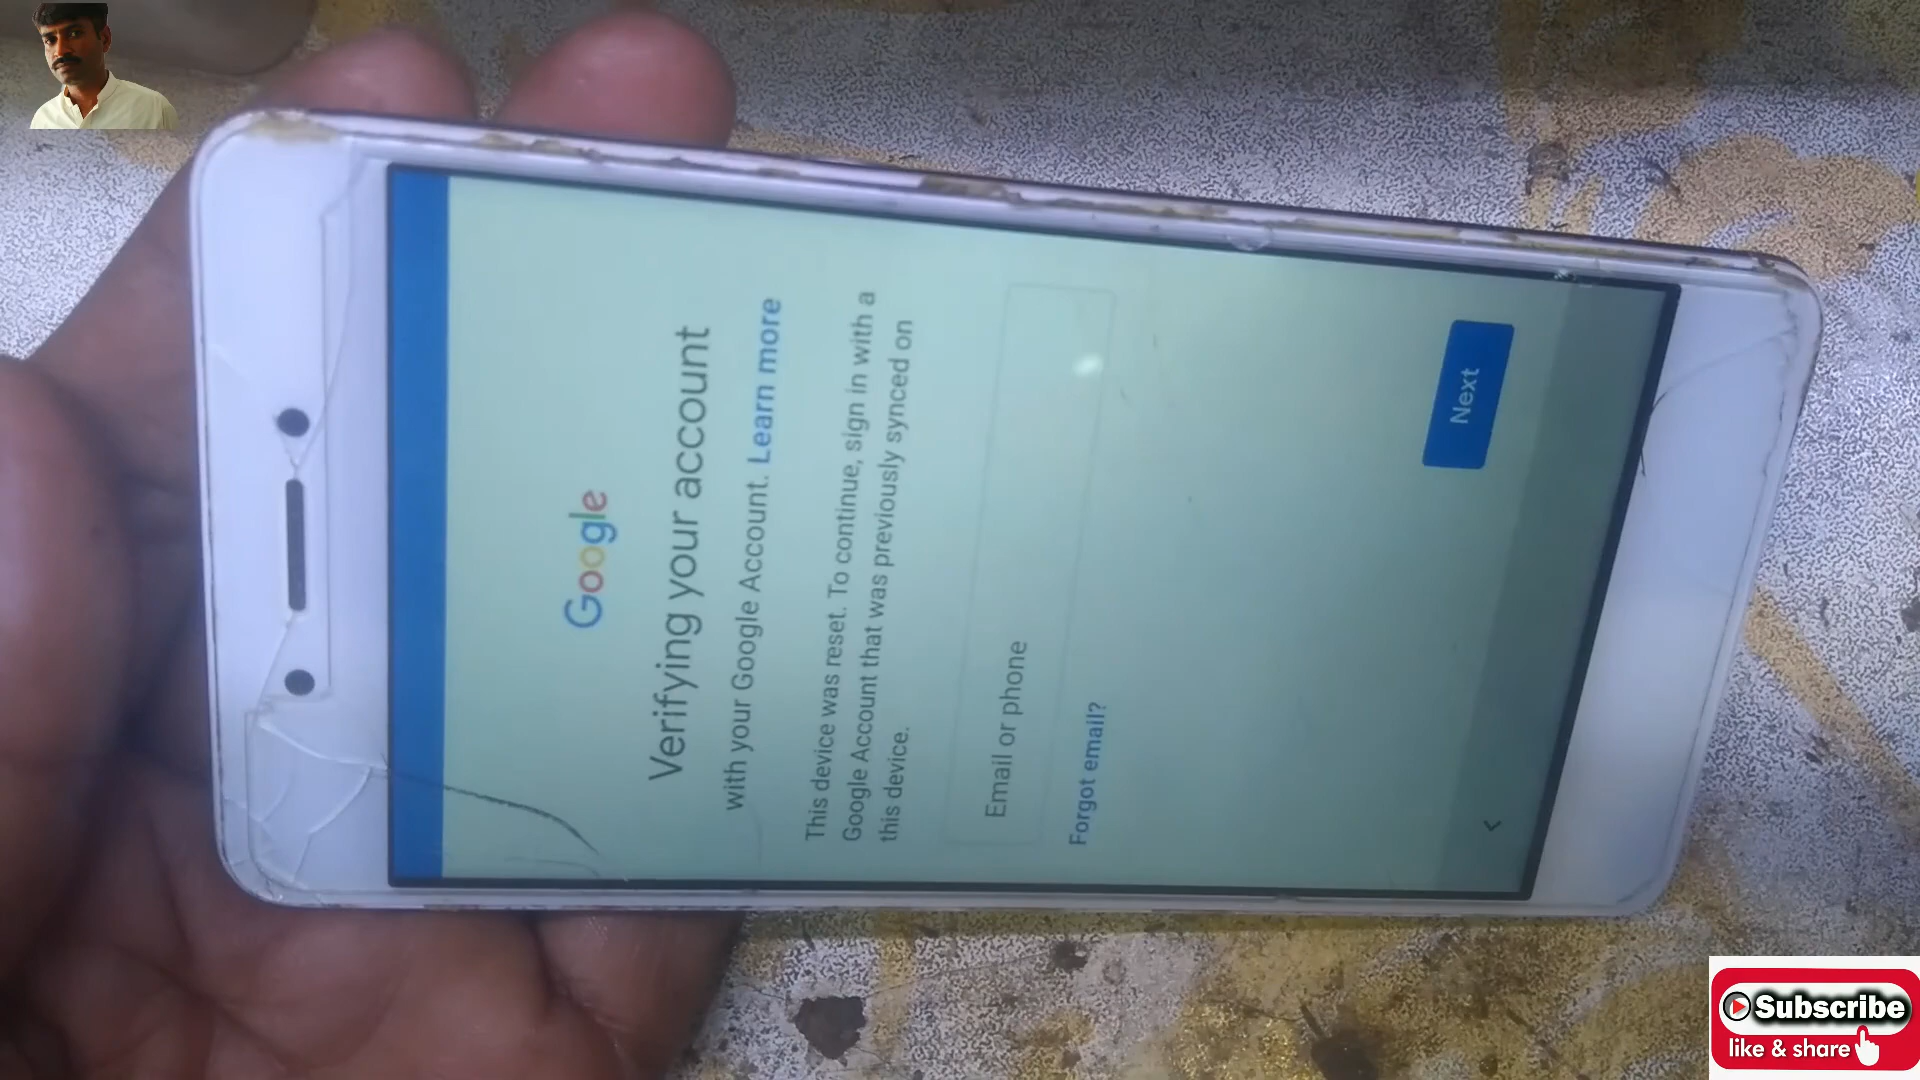 Google
Verifying your account
with your Google Account. Learn more
This device was reset. To continue, sign in with a
Google Account that was previously synced on
this device.
Email or phone
Forgot email?
Next
Subscribe
like & share